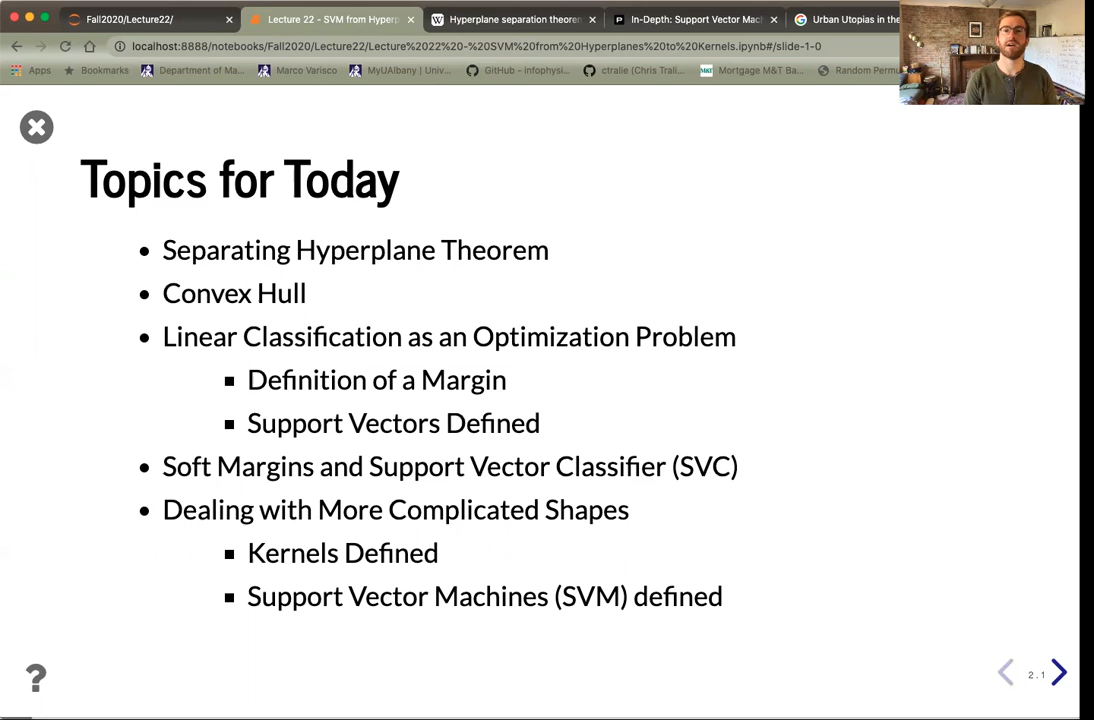 Fall2020/Lecture22/
Lecture 22 - SVM from Hyperp
Hyperplane separation theorem
In-Depth: Support Vector Mac
Urban Utopias in the
localhost:8888/notebooks/Fall2020/Lecture22/Lecture%2022%20-%20SVM%20from%20Hyperplanes%20to%20Kernels.ipynb#/slide-1-0
Apps
Bookmarks
Department of Ma...
Marco Varisco
MyUAlbany | Univ...
GitHub - infophysi...
ctralie (Chris Trali...
M&T
Mortgage M&T Ba...
Random Permu
Topics for Today
• Separating Hyperplane Theorem
• Convex Hull
• Linear Classification as an Optimization Problem
▪ Definition of a Margin
▪ Support Vectors Defined
• Soft Margins and Support Vector Classifier (SVC)
• Dealing with More Complicated Shapes
▪ Kernels Defined
▪ Support Vector Machines (SVM) defined
?
2.1